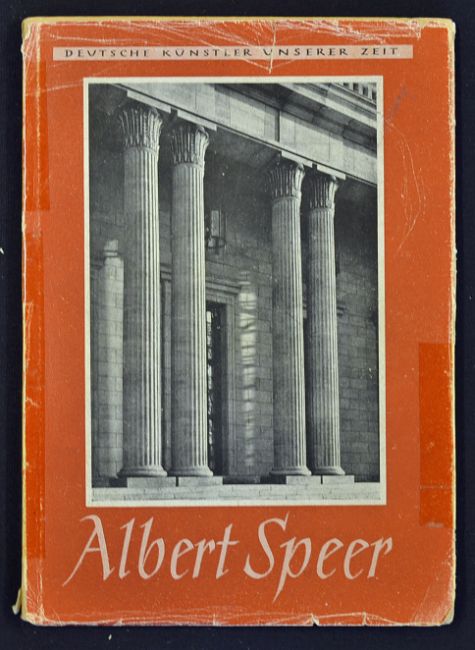 DEUTSCHE KÜNSTLER UNSERER ZEIT
Albert Speer